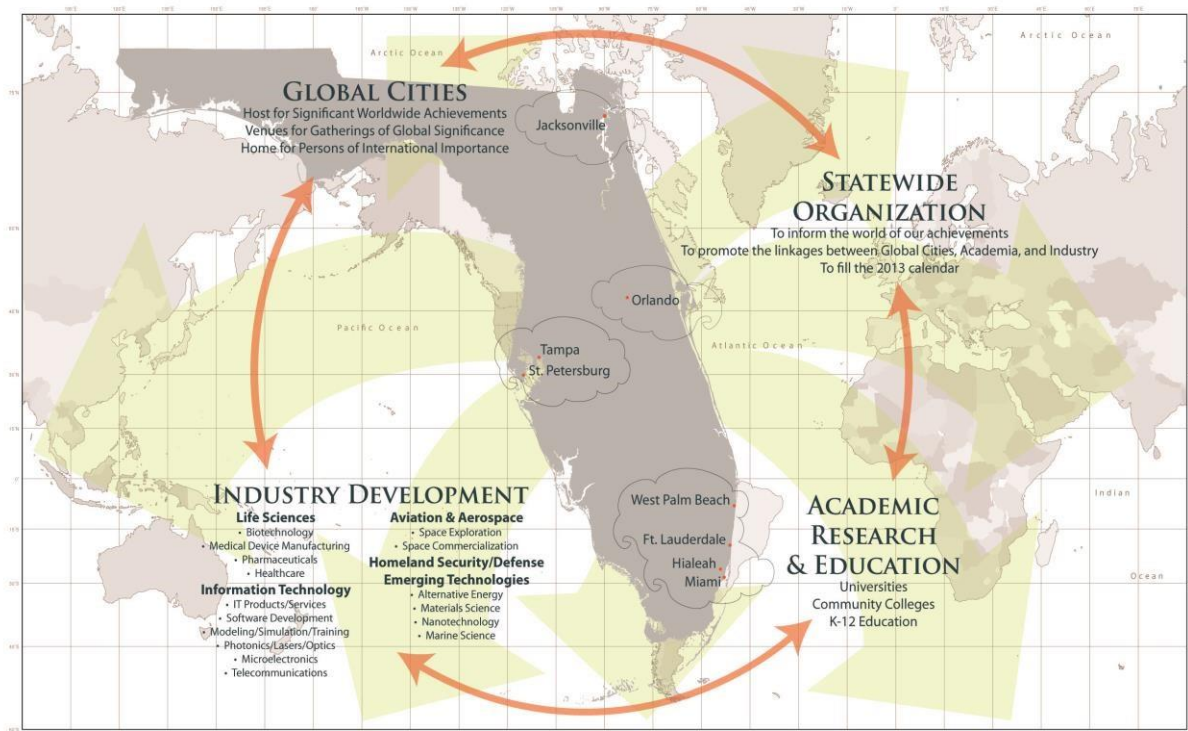 Arctic Ocean
Arctic Ocean
GLOBAL CITIES
Host for Significant Worldwide Achievements
Venues for Gatherings of Global Significance
Home for Persons of International Importance
Jacksonville
STATEWIDE
ORGANIZATION
To inform the world of our achievements
To promote the linkages between Global Cities, Academia, and Industry
To fill the 2013 calendar
Orlando
Pacific Ocean
Atlantic Ocean
Tampa
St. Petersburg
INDUSTRY DEVELOPMENT
Life Sciences
• Biotechnology
• Medical Device Manufacturing
• Pharmaceuticals
• Healthcare
Information Technology
• IT Products/Services
• Software Development
• Modeling/Simulation/Training
• Photonics/Lasers/Optics
• Microelectronics
• Telecommunications
Aviation & Aerospace
• Space Exploration
• Space Commercialization
Homeland Security/Defense
Emerging Technologies
• Alternative Energy
• Materials Science
• Nanotechnology
• Marine Science
West Palm Beach
Ft. Lauderdale
Hialeah
Miami
ACADEMIC
RESEARCH
& EDUCATION
Universities
Community Colleges
K-12 Education
Indian
Ocean